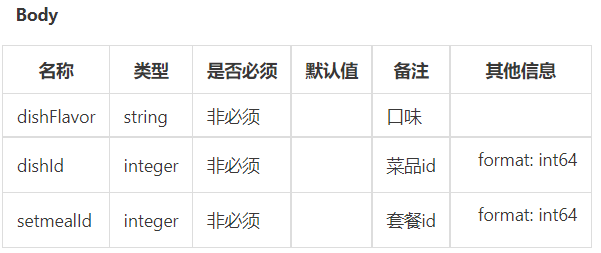 Body
名称 类型 是否必须 默认值 备注 其他信息
dishFlavor string 非必须 口味
dishId integer 非必须 菜品id format: int64
setmealId integer 非必须 套餐id format: int64